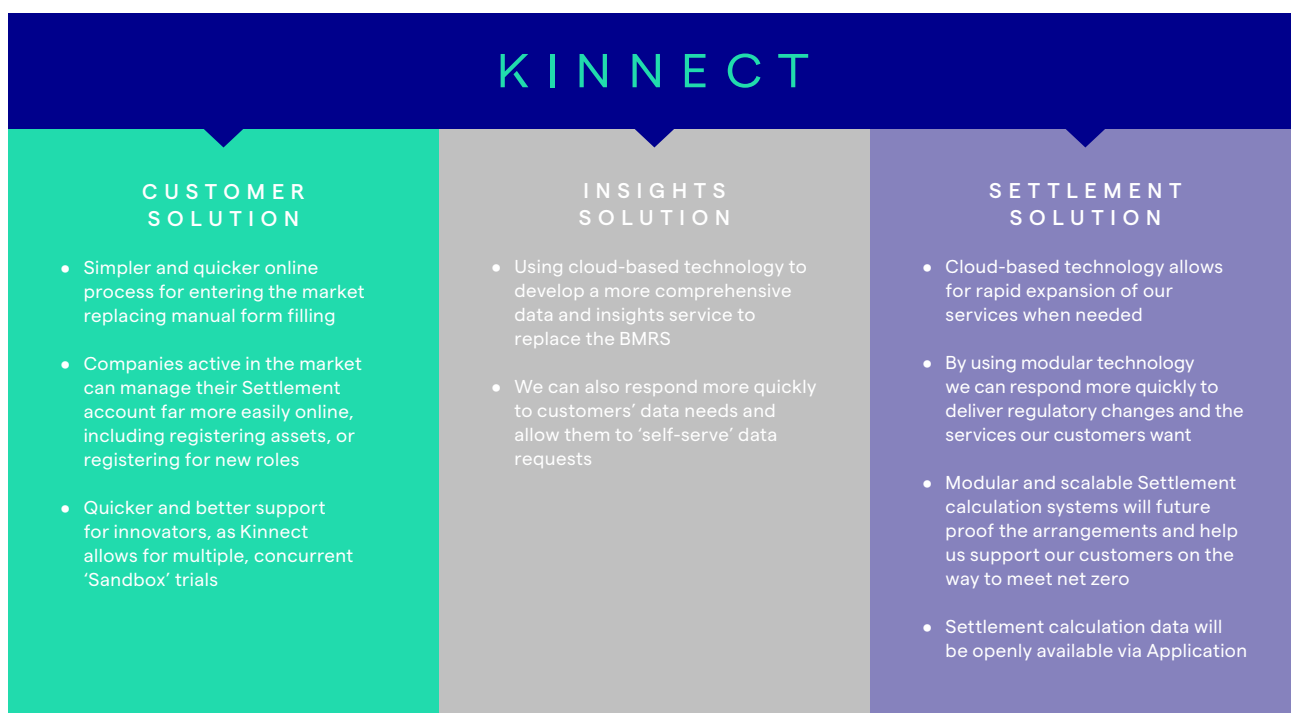 KINNECT
CUSTOMER
SOLUTION
• Simpler and quicker online
process for entering the market
replacing manual form filling
• Companies active in the market
can manage their Settlement
account far more easily online,
including registering assets, or
registering for new roles
• Quicker and better support
for innovators, as Kinnect
allows for multiple, concurrent
‘Sandbox’ trials
INSIGHTS
SOLUTION
• Using cloud-based technology to
develop a more comprehensive
data and insights service to
replace the BMRS
• We can also respond more quickly
to customers’ data needs and
allow them to ‘self-serve’ data
requests
SETTLEMENT
SOLUTION
• Cloud-based technology allows
for rapid expansion of our
services when needed
• By using modular technology
we can respond more quickly to
deliver regulatory changes and the
services our customers want
• Modular and scalable Settlement
calculation systems will future
proof the arrangements and help
us support our customers on the
way to meet net zero
• Settlement calculation data will
be openly available via Application